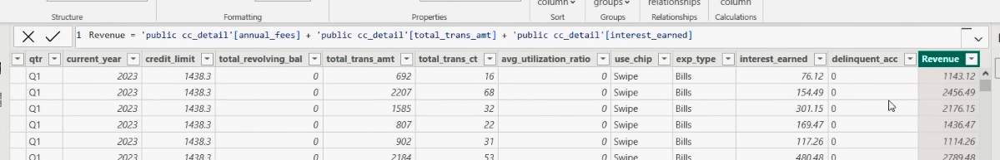 column groups relationships column
Structure Formatting Properties Sort Groups Relationships Calculations
1 Revenue = 'public cc_detail'[annual_fees] + 'public cc_detail'[total_trans_amt] + 'public cc_detail'[interest_earned]
qtr current_year credit_limit total_revolving_bal total_trans_amt total_trans_ct avg_utilization_ratio use_chip exp_type interest_earned delinquent_acc Revenue
Q1 2023 1438.3 0 692 16 0 Swipe Bills 76.12 0 1143.12
Q1 2023 1438.3 0 2207 68 0 Swipe Bills 154.49 0 2456.49
Q1 2023 1438.3 0 1585 32 0 Swipe Bills 301.15 0 2176.15
Q1 2023 1438.3 0 807 22 0 Swipe Bills 169.47 0 1436.47
Q1 2023 1438.3 0 902 31 0 Swipe Bills 117.26 0 1114.26
Q1 2023 1438.3 0 2184 53 0 Swipe Bills 480.48 0 2789.48